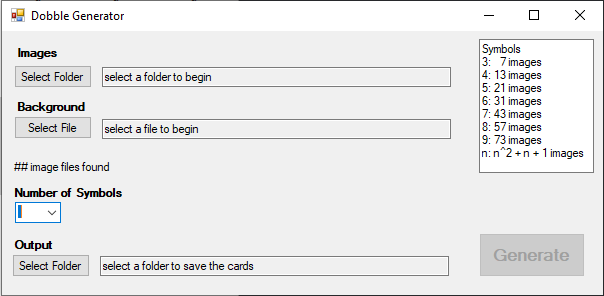 Dobble Generator
Images
Select Folder
select a folder to begin
Background
Select File
select a file to begin
## image files found
Number of Symbols
Output
Select Folder
select a folder to save the cards
Symbols
3: 7 images
4: 13 images
5: 21 images
6: 31 images
7: 43 images
8: 57 images
9: 73 images
n: n^2 + n + 1 images
Generate